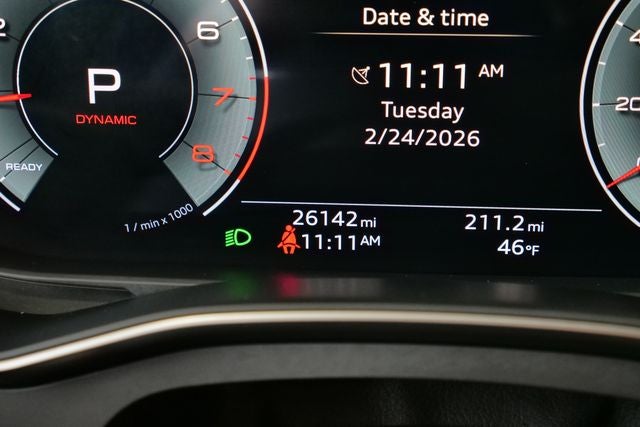 Date & time
11:11 AM
Tuesday
2/24/2026
P
DYNAMIC
6
7
8
READY
1 / min x 1000
26142 mi
211.2 mi
11:11 AM
46°F
20